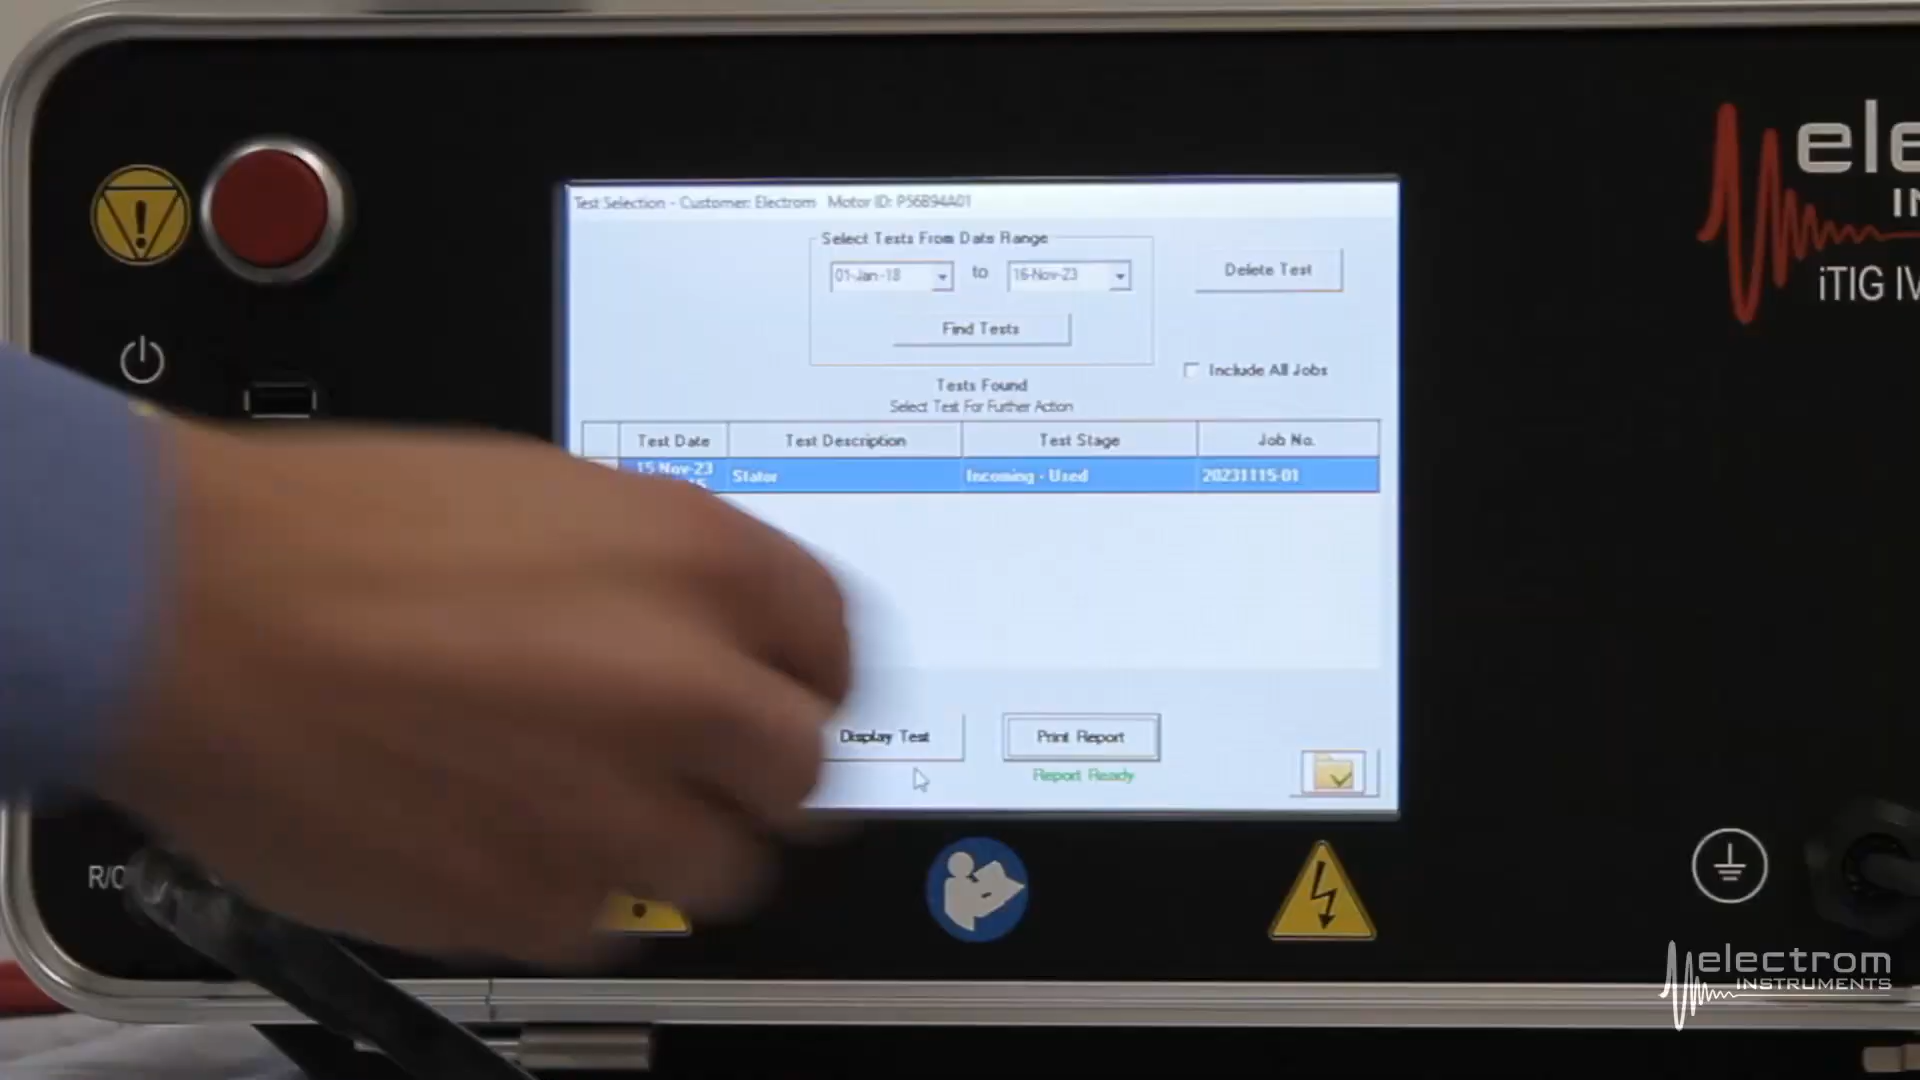 Test Selection - Customer: Electrom Motor ID: P56B94A01
Select Tests From Date Range
01-Jan-18 to 16-Nov-23
Delete Test
Find Tests
Include All Jobs
Tests Found
Select Test For Further Action
Test Date Test Description Test Stage Job No.
15-Nov-23 Stator Incoming - Used 20231115-01
Display Test
Print Report
Report Ready
iTIG IV
electrom
INSTRUMENTS